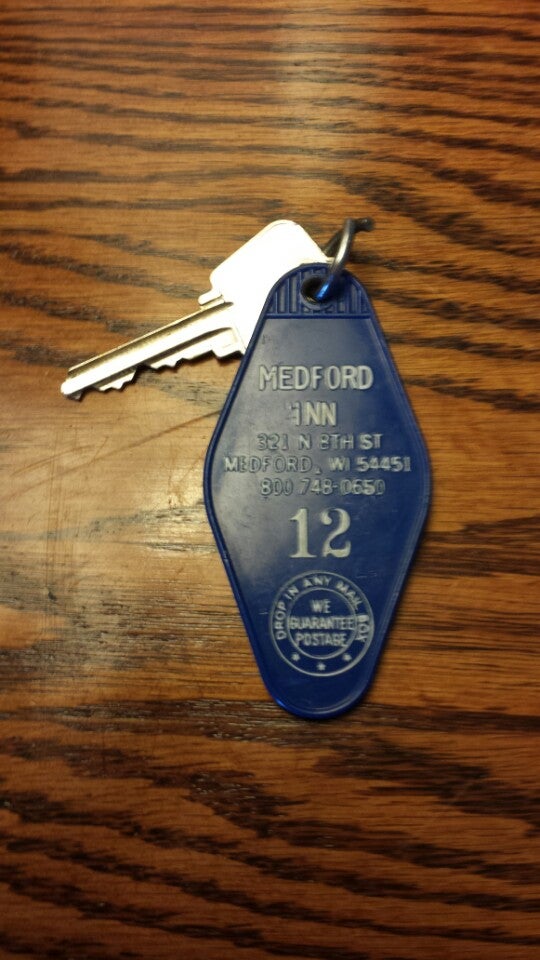 MEDFORD
INN
321 N 8TH ST
MEDFORD, WI 54451
800 748-0650
12
DROP IN ANY MAIL BOX
WE
GUARANTEE
POSTAGE